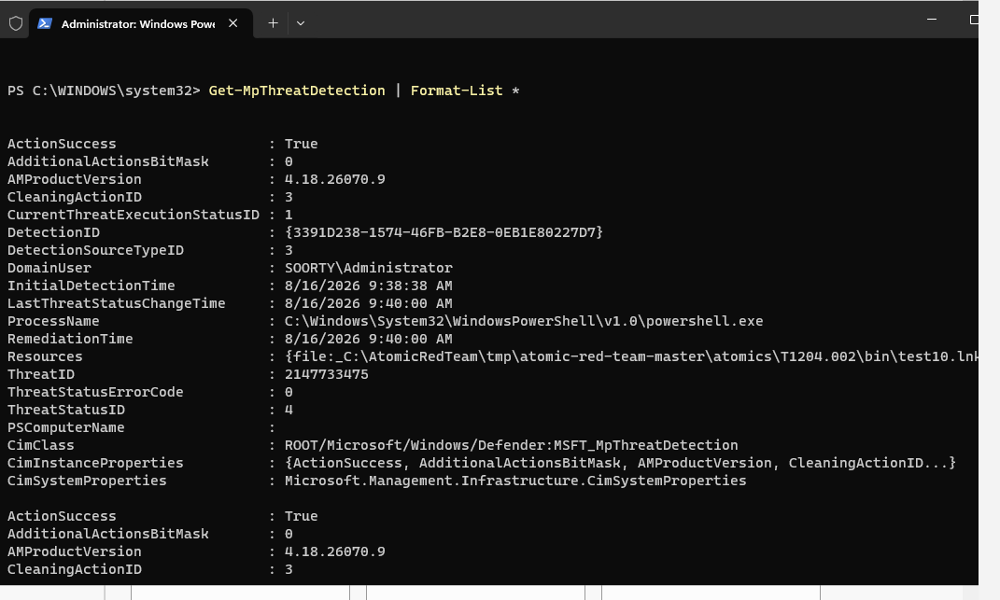 Administrator: Windows Powe
PS C:\WINDOWS\system32> Get-MpThreatDetection | Format-List *
ActionSuccess : True
AdditionalActionsBitMask : 0
AMProductVersion : 4.18.26070.9
CleaningActionID : 3
CurrentThreatExecutionStatusID : 1
DetectionID : {3391D238-1574-46FB-B2E8-0EB1E80227D7}
DetectionSourceTypeID : 3
DomainUser : SOORTY\Administrator
InitialDetectionTime : 8/16/2026 9:38:38 AM
LastThreatStatusChangeTime : 8/16/2026 9:40:00 AM
ProcessName : C:\Windows\System32\WindowsPowerShell\v1.0\powershell.exe
RemediationTime : 8/16/2026 9:40:00 AM
Resources : {file:_C:\AtomicRedTeam\tmp\atomic-red-team-master\atomics\T1204.002\bin\test10.lnk
ThreatID : 2147733475
ThreatStatusErrorCode : 0
ThreatStatusID : 4
PSComputerName :
CimClass : ROOT/Microsoft/Windows/Defender:MSFT_MpThreatDetection
CimInstanceProperties : {ActionSuccess, AdditionalActionsBitMask, AMProductVersion, CleaningActionID...}
CimSystemProperties : Microsoft.Management.Infrastructure.CimSystemProperties
ActionSuccess : True
AdditionalActionsBitMask : 0
AMProductVersion : 4.18.26070.9
CleaningActionID : 3